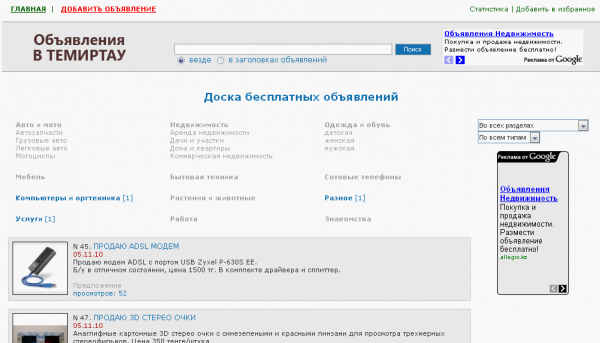 ГЛАВНАЯ | ДОБАВИТЬ ОБЪЯВЛЕНИЕ
Статистика | Добавить в избранное
Объявления
В ТЕМИРТАУ
Поиск
везде в заголовках объявлений
Объявления Недвижимость
Покупка и продажа недвижимости.
Размести объявление бесплатно!
Реклама от Google
Доска бесплатных объявлений
Авто и мото
Автозапчасти
Грузовые авто
Легковые авто
Мотоциклы
Недвижимость
Аренда недвижимости
Дачи и участки
Дома и квартиры
Коммерческая недвижимость
Одежда и обувь
детская
женская
мужская
Во всех разделах
По всем типам
Мебель
Бытовая техника
Сотовые телефоны
Компьютеры и оргтехника [1]
Растения и животные
Разное [1]
Услуги [1]
Работа
Знакомства
Реклама от Google
Объявления
Недвижимость
Покупка и
продажа
недвижимости.
Размести
объявление
бесплатно!
allegro.kz
N 45. ПРОДАЮ ADSL МОДЕМ
05.11.10
Продаю модем ADSL с портом USB Zyxel P-630S EE.
Б/у в отличном состоянии, цена 1500 тг. В комплекте драйвера и сплиттер.
Предложения
просмотров: 52
N 47. ПРОДАЮ 3D СТЕРЕО ОЧКИ
05.11.10
Анаглифные картонные 3D стерео очки с синезелеными и красными линзами для просмотра трехмерных
стереофильмов. Цена 350 тенге/штука